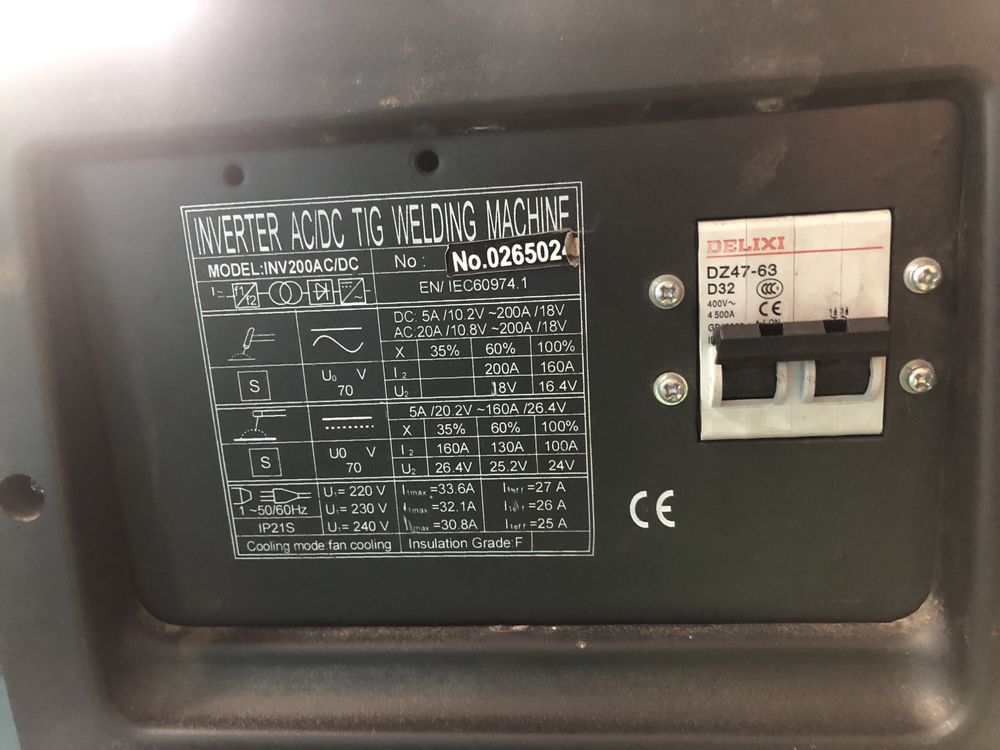 INVERTER AC/DC TIG WELDING MACHINE
MODEL:INV200AC/DC No : No.026502
1~ f1 f2 EN/ IEC60974.1
DC: 5A /10.2V ~200A /18V
AC:20A /10.8V ~200A /18V
X 35% 60% 100%
I2 200A 160A
S U0 V 70 U2 18V 16.4V
5A /20.2V ~160A /26.4V
X 35% 60% 100%
I2 160A 130A 100A
S U0 V 70 U2 26.4V 25.2V 24V
U1= 220 V I1max =33.6A I1eff =27 A
1 ~50/60Hz U1= 230 V I1max =32.1A I1eff =26 A
IP21S U1= 240 V I1max =30.8A I1eff =25 A
Cooling mode fan cooling Insulation Grade:F
DELIXI
DZ47-63
D32 CCC
400V~ CE
4 500A
ON
CE